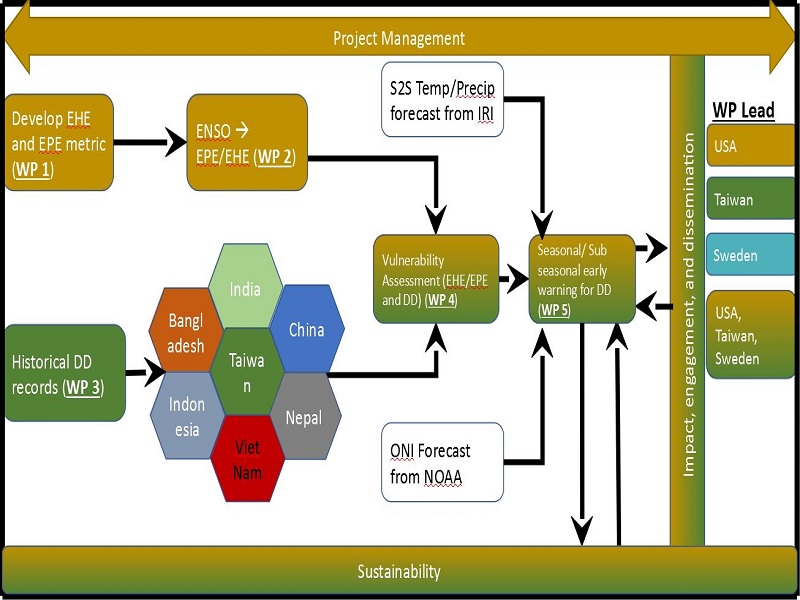 Project Management
Develop EHE
and EPE metric
(WP 1)
ENSO →
EPE/EHE (WP 2)
S2S Temp/Precip
forecast from IRI
Historical DD
records (WP 3)
India
Bangl
adesh
China
Taiwa
n
Indon
esia
Nepal
Viet
Nam
Vulnerability
Assessment (EHE/EPE
and DD) (WP 4)
Seasonal/ Sub
seasonal early
warning for DD
(WP 5)
ONI Forecast
from NOAA
Impact, engagement, and dissemination
WP Lead
USA
Taiwan
Sweden
USA,
Taiwan,
Sweden
Sustainability